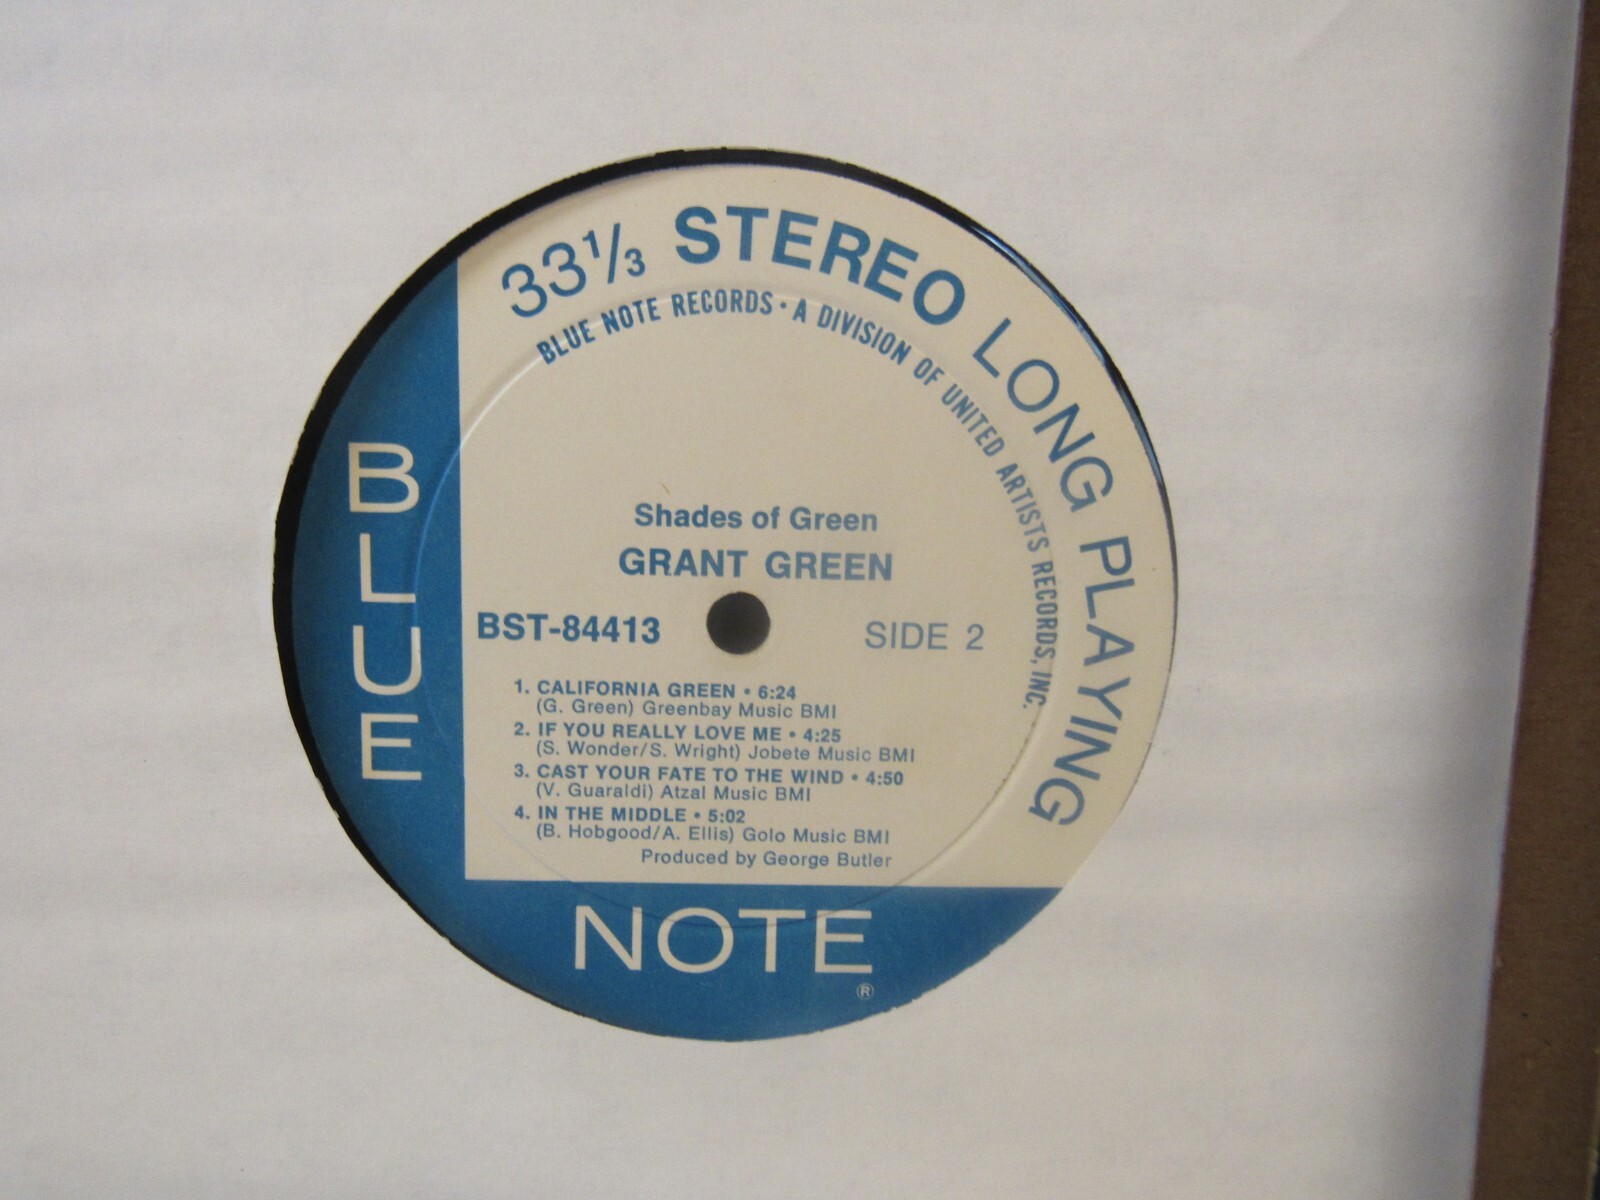 33⅓ STEREO LONG PLAYING
BLUE NOTE RECORDS • A DIVISION OF UNITED ARTISTS RECORDS, INC.
BLUE
Shades of Green
GRANT GREEN
BST-84413 SIDE 2
1. CALIFORNIA GREEN • 6:24
(G. Green) Greenbay Music BMI
2. IF YOU REALLY LOVE ME • 4:25
(S. Wonder/S. Wright) Jobete Music BMI
3. CAST YOUR FATE TO THE WIND • 4:50
(V. Guaraldi) Atzal Music BMI
4. IN THE MIDDLE • 5:02
(B. Hobgood/A. Ellis) Golo Music BMI
Produced by George Butler
NOTE
®